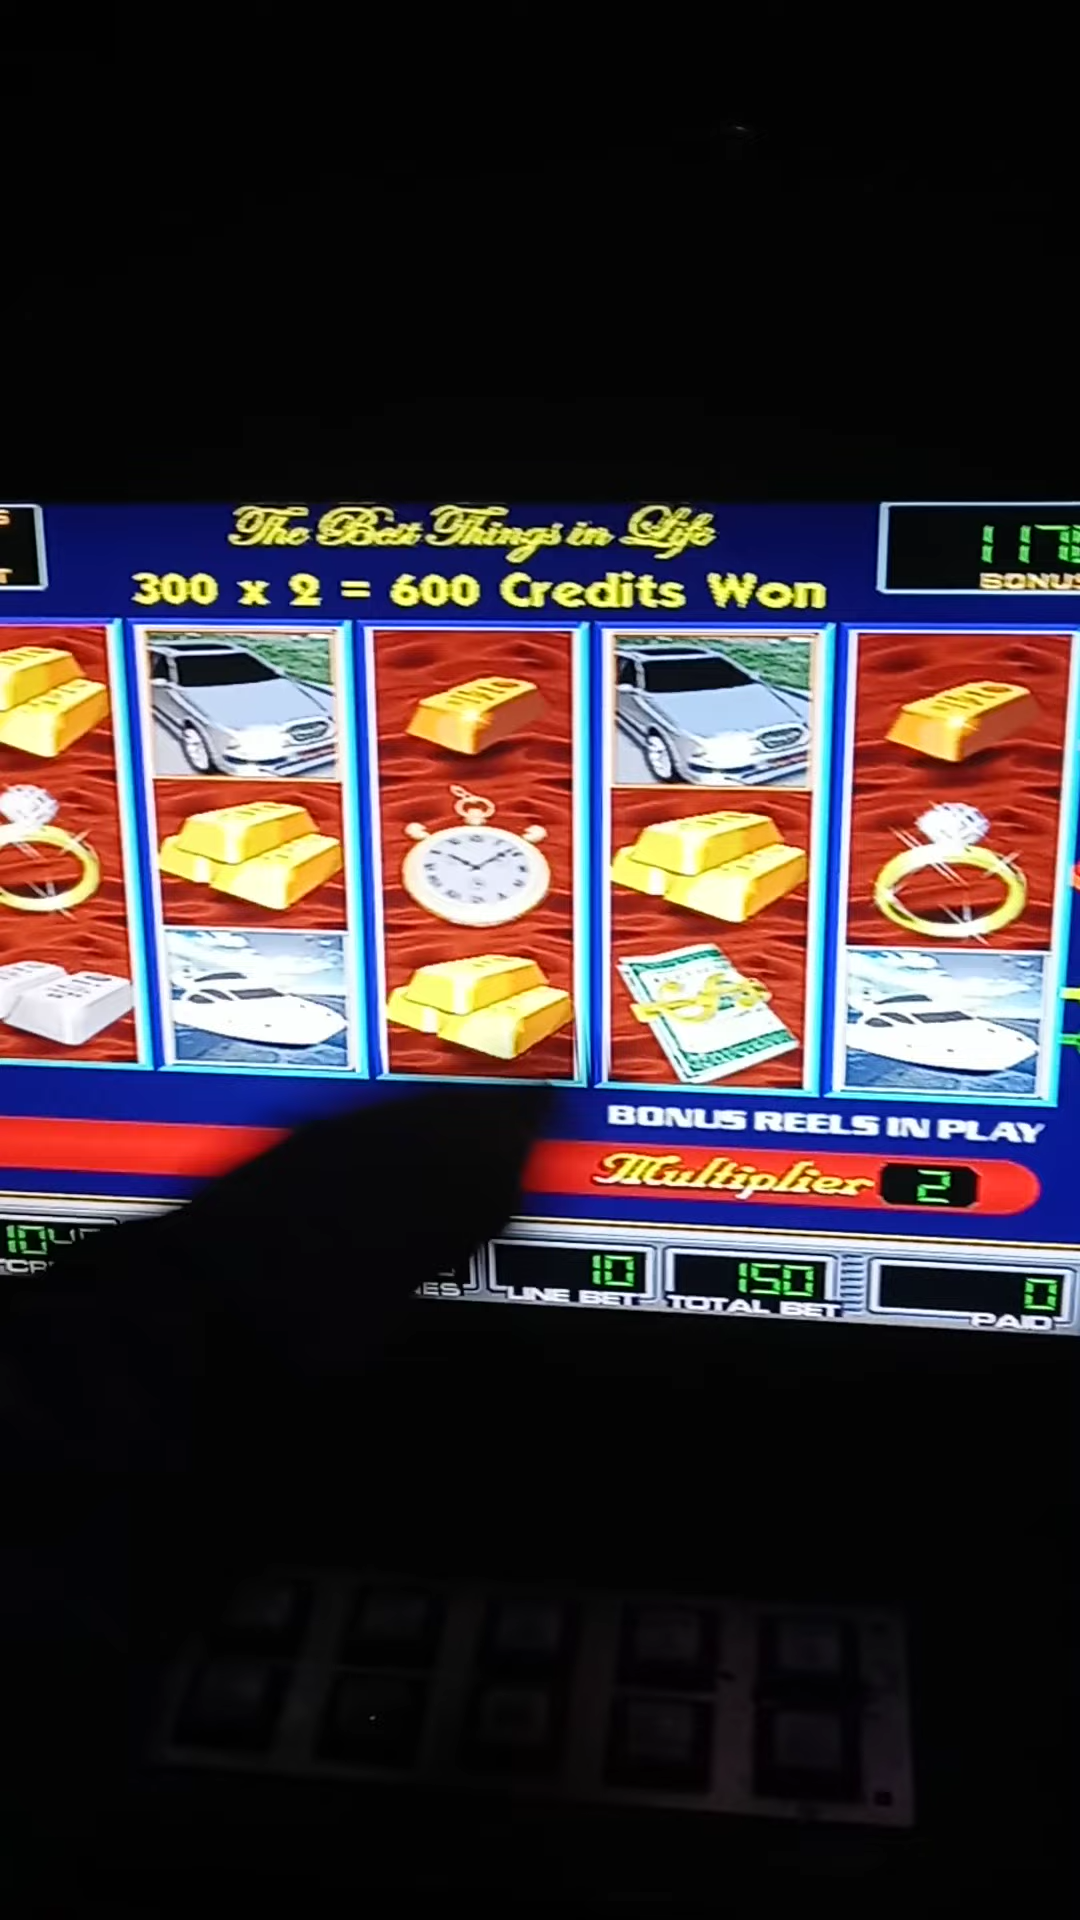 The Best Things in Life
300 x 2 = 600 Credits Won
BONUS REELS IN PLAY
Multiplier 2
10 150 0
LINE BET TOTAL BET PAID